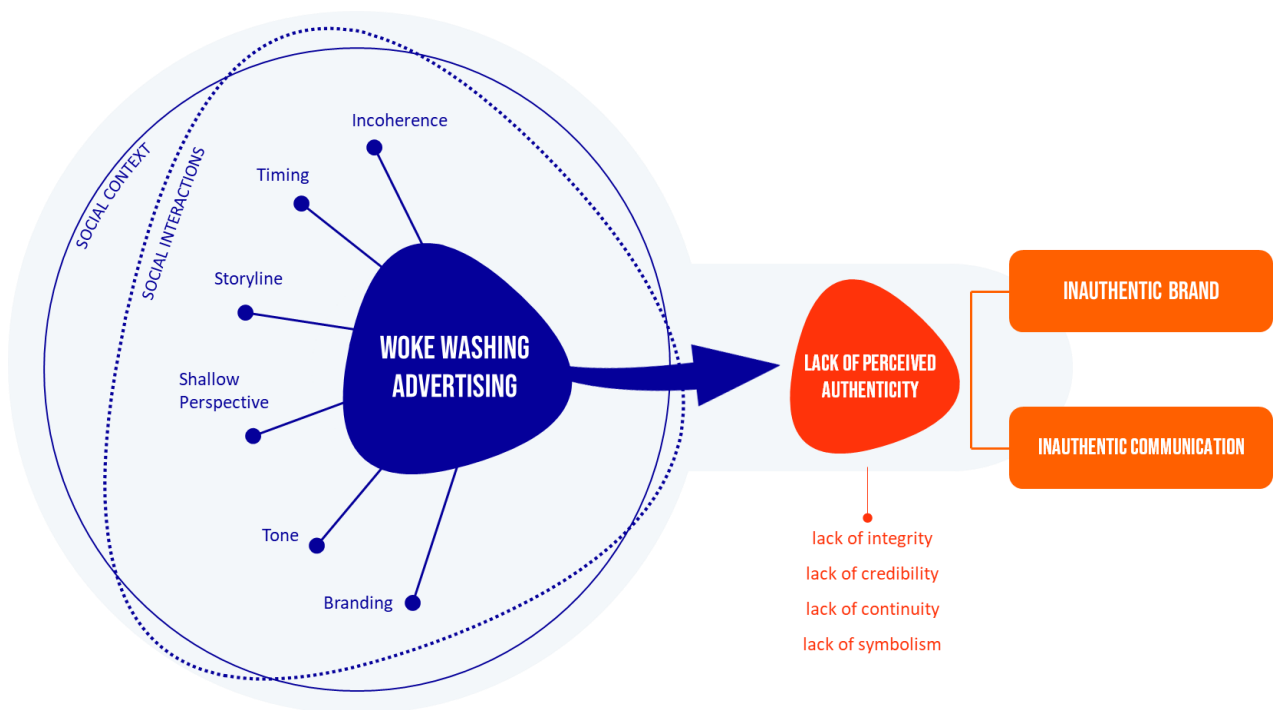 SOCIAL CONTEXT
SOCIAL INTERACTIONS
Incoherence
Timing
Storyline
Shallow
Perspective
Tone
Branding
WOKE WASHING
ADVERTISING
LACK OF PERCEIVED
AUTHENTICITY
lack of integrity
lack of credibility
lack of continuity
lack of symbolism
INAUTHENTIC BRAND
INAUTHENTIC COMMUNICATION